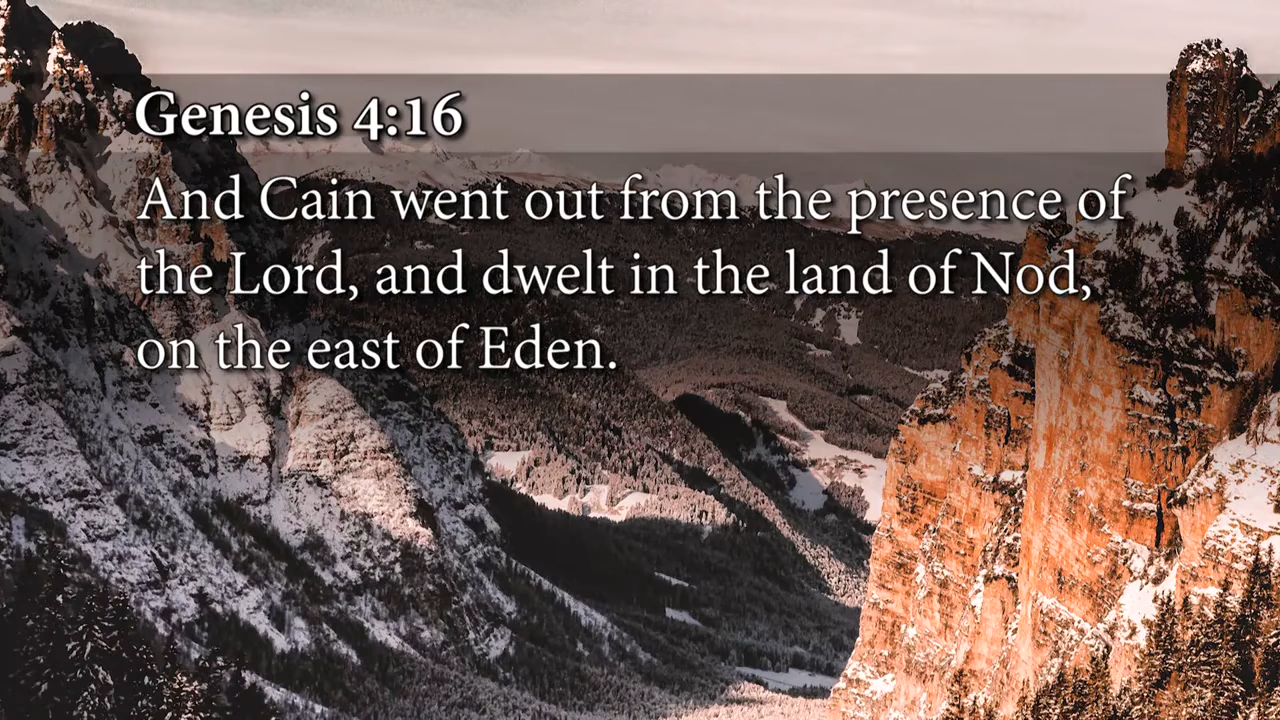 Genesis 4:16
And Cain went out from the presence of
the Lord, and dwelt in the land of Nod,
on the east of Eden.